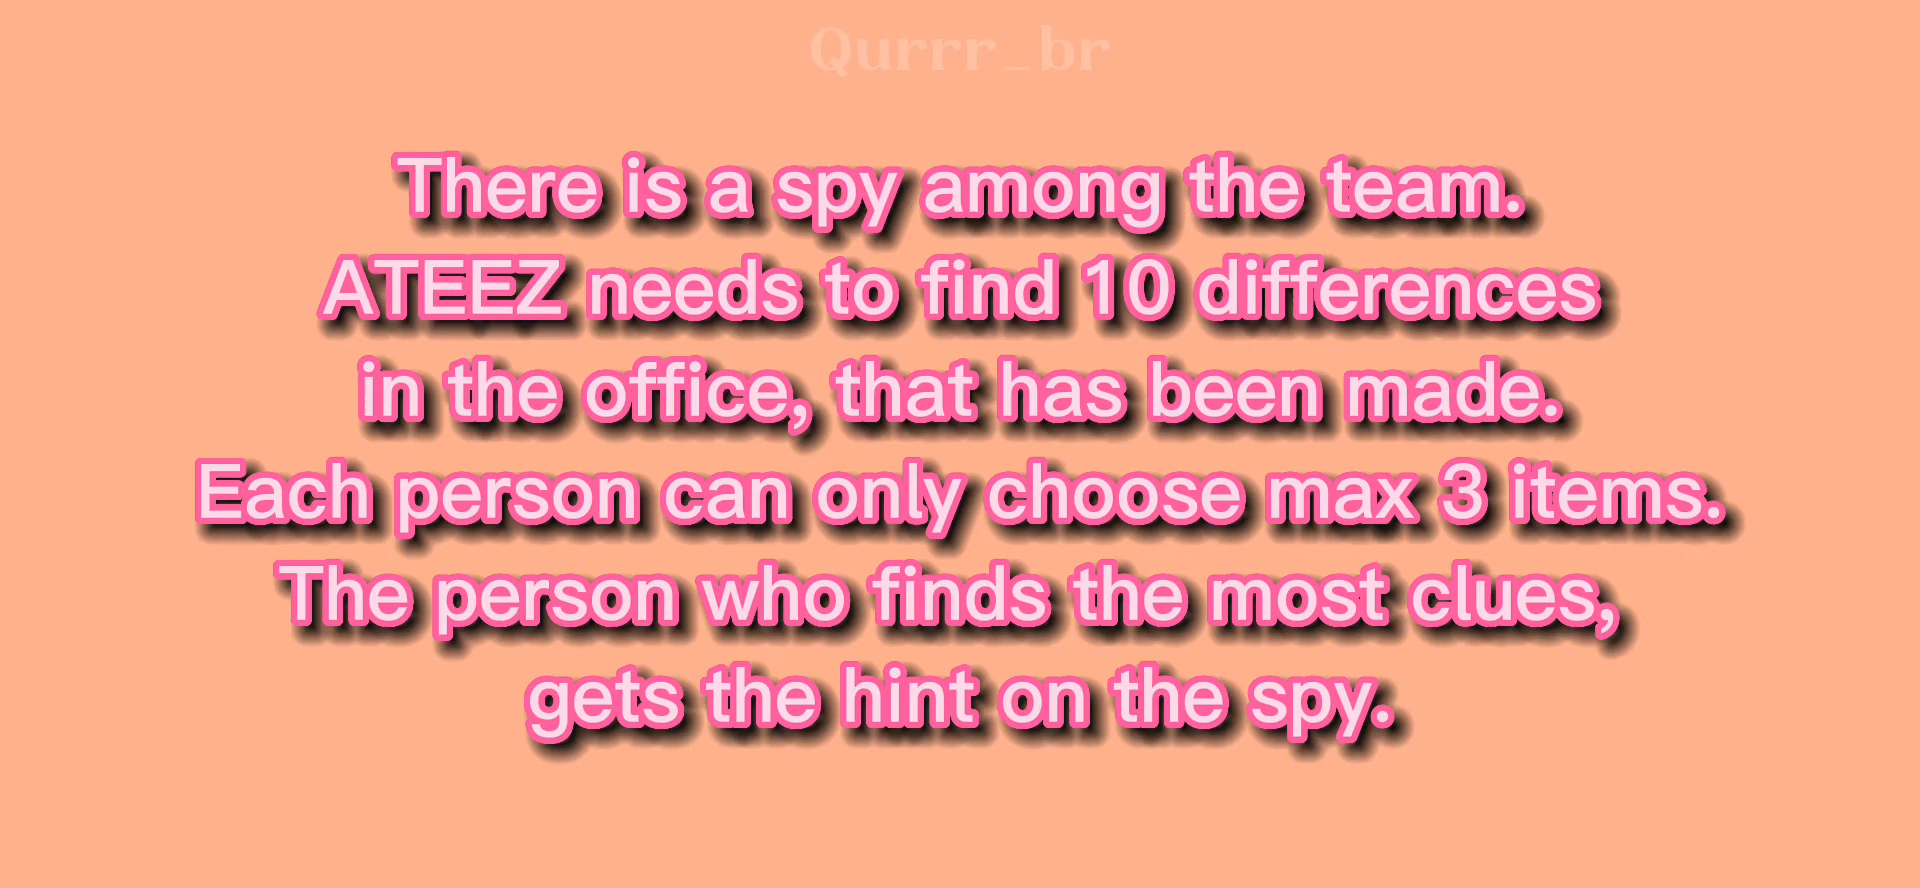 Qurrr_br
There is a spy among the team.
ATEEZ needs to find 10 differences
in the office, that has been made.
Each person can only choose max 3 items.
The person who finds the most clues,
gets the hint on the spy.